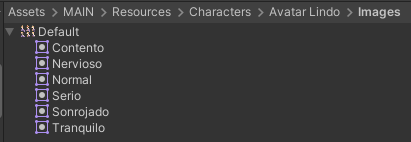 Assets > MAIN > Resources > Characters > Avatar Lindo > Images
Default
Contento
Nervioso
Normal
Serio
Sonrojado
Tranquilo